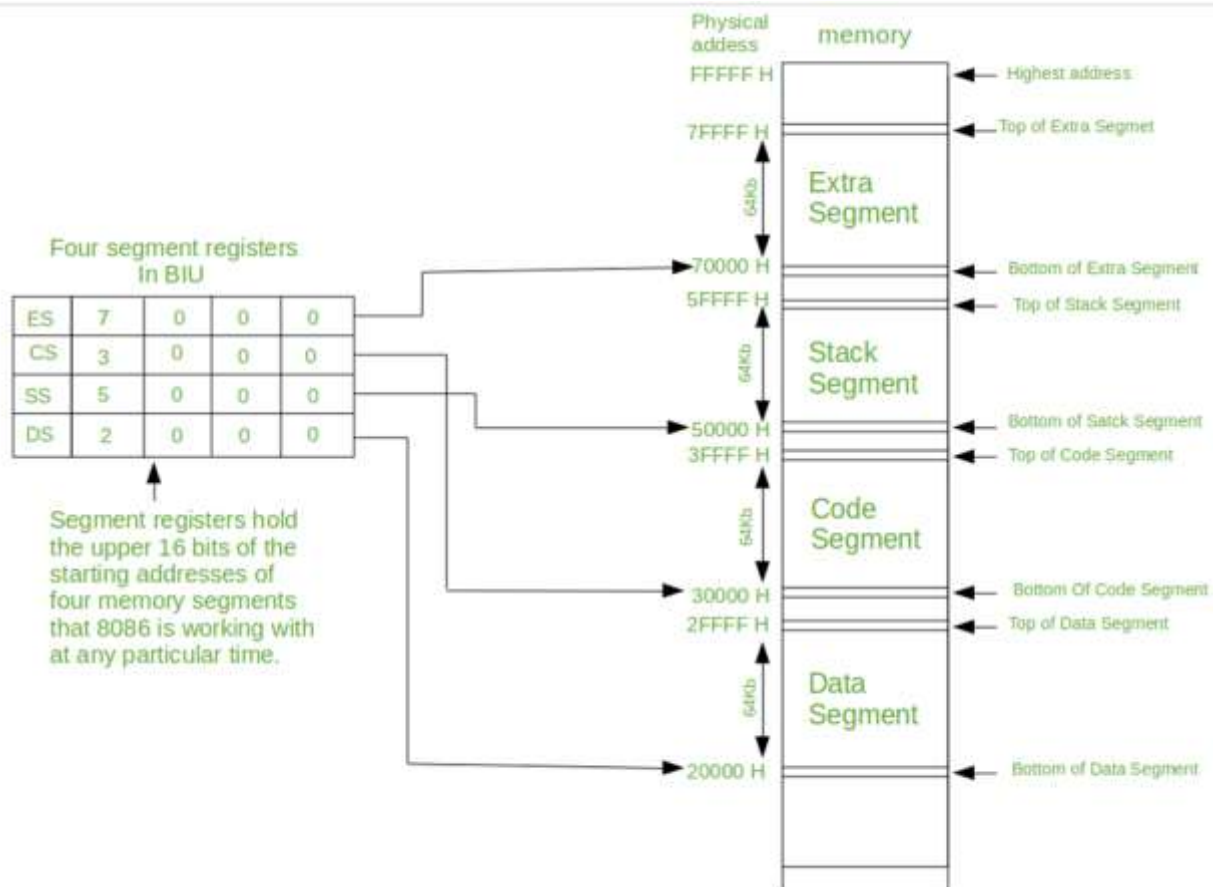 Physical
addess
memory
FFFFF H
Highest address
7FFFF H
Top of Extra Segmet
64Kb
Extra
Segment
70000 H
Bottom of Extra Segment
5FFFF H
Top of Stack Segment
64Kb
Stack
Segment
50000 H
Bottom of Satck Segment
3FFFF H
Top of Code Segment
64Kb
Code
Segment
30000 H
Bottom Of Code Segment
2FFFF H
Top of Data Segment
64Kb
Data
Segment
20000 H
Bottom of Data Segment
Four segment registers
In BIU
ES 7 0 0 0
CS 3 0 0 0
SS 5 0 0 0
DS 2 0 0 0
Segment registers hold
the upper 16 bits of the
starting addresses of
four memory segments
that 8086 is working with
at any particular time.